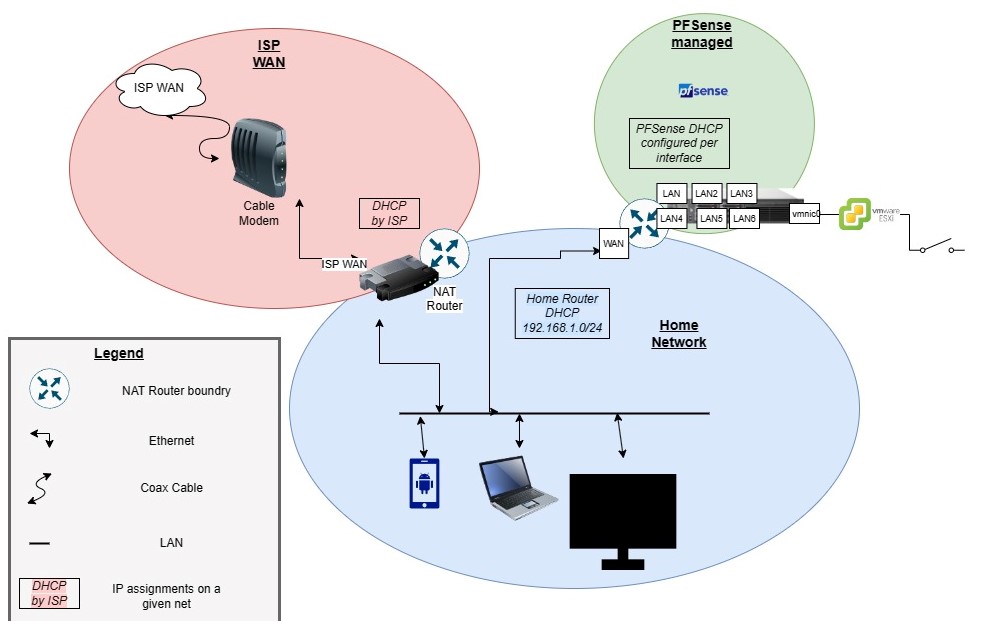 ISP
WAN
ISP WAN
Cable
Modem
DHCP
by ISP
ISP WAN
NAT
Router
PFSense
managed
pfsense
PFSense DHCP
configured per
interface
LAN
LAN2
LAN3
LAN4
LAN5
LAN6
vmnic0
vmware
ESXi
WAN
Home Router
DHCP
192.168.1.0/24
Home
Network
Legend
NAT Router boundry
Ethernet
Coax Cable
LAN
DHCP
by ISP
IP assignments on a
given net